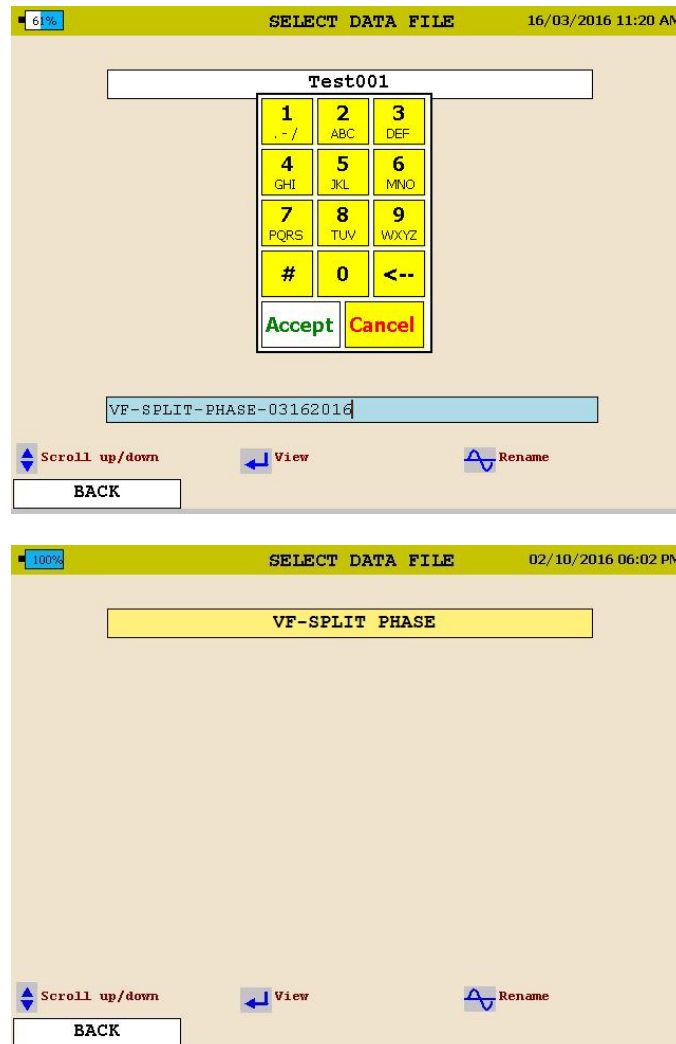 61% SELECT DATA FILE 16/03/2016 11:20 AM
Test001
1 2 3
.-/ ABC DEF
4 5 6
GHI JKL MNO
7 8 9
PQRS TUV WXYZ
# 0 <--
Accept Cancel
VF-SPLIT-PHASE-03162016
Scroll up/down View Rename
BACK
100% SELECT DATA FILE 02/10/2016 06:02 PM
VF-SPLIT PHASE
Scroll up/down View Rename
BACK